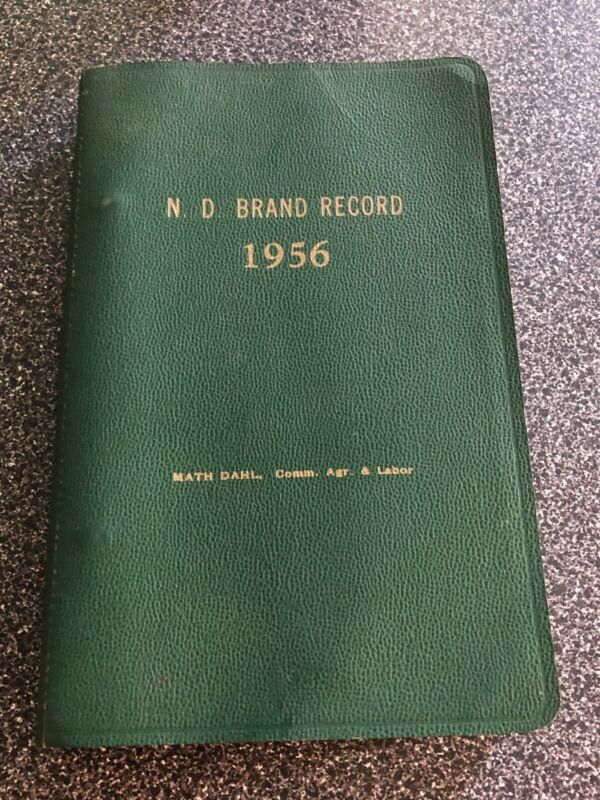 N. D. BRAND RECORD
1956
MATH DAHL, Comm. Agr. & Labor